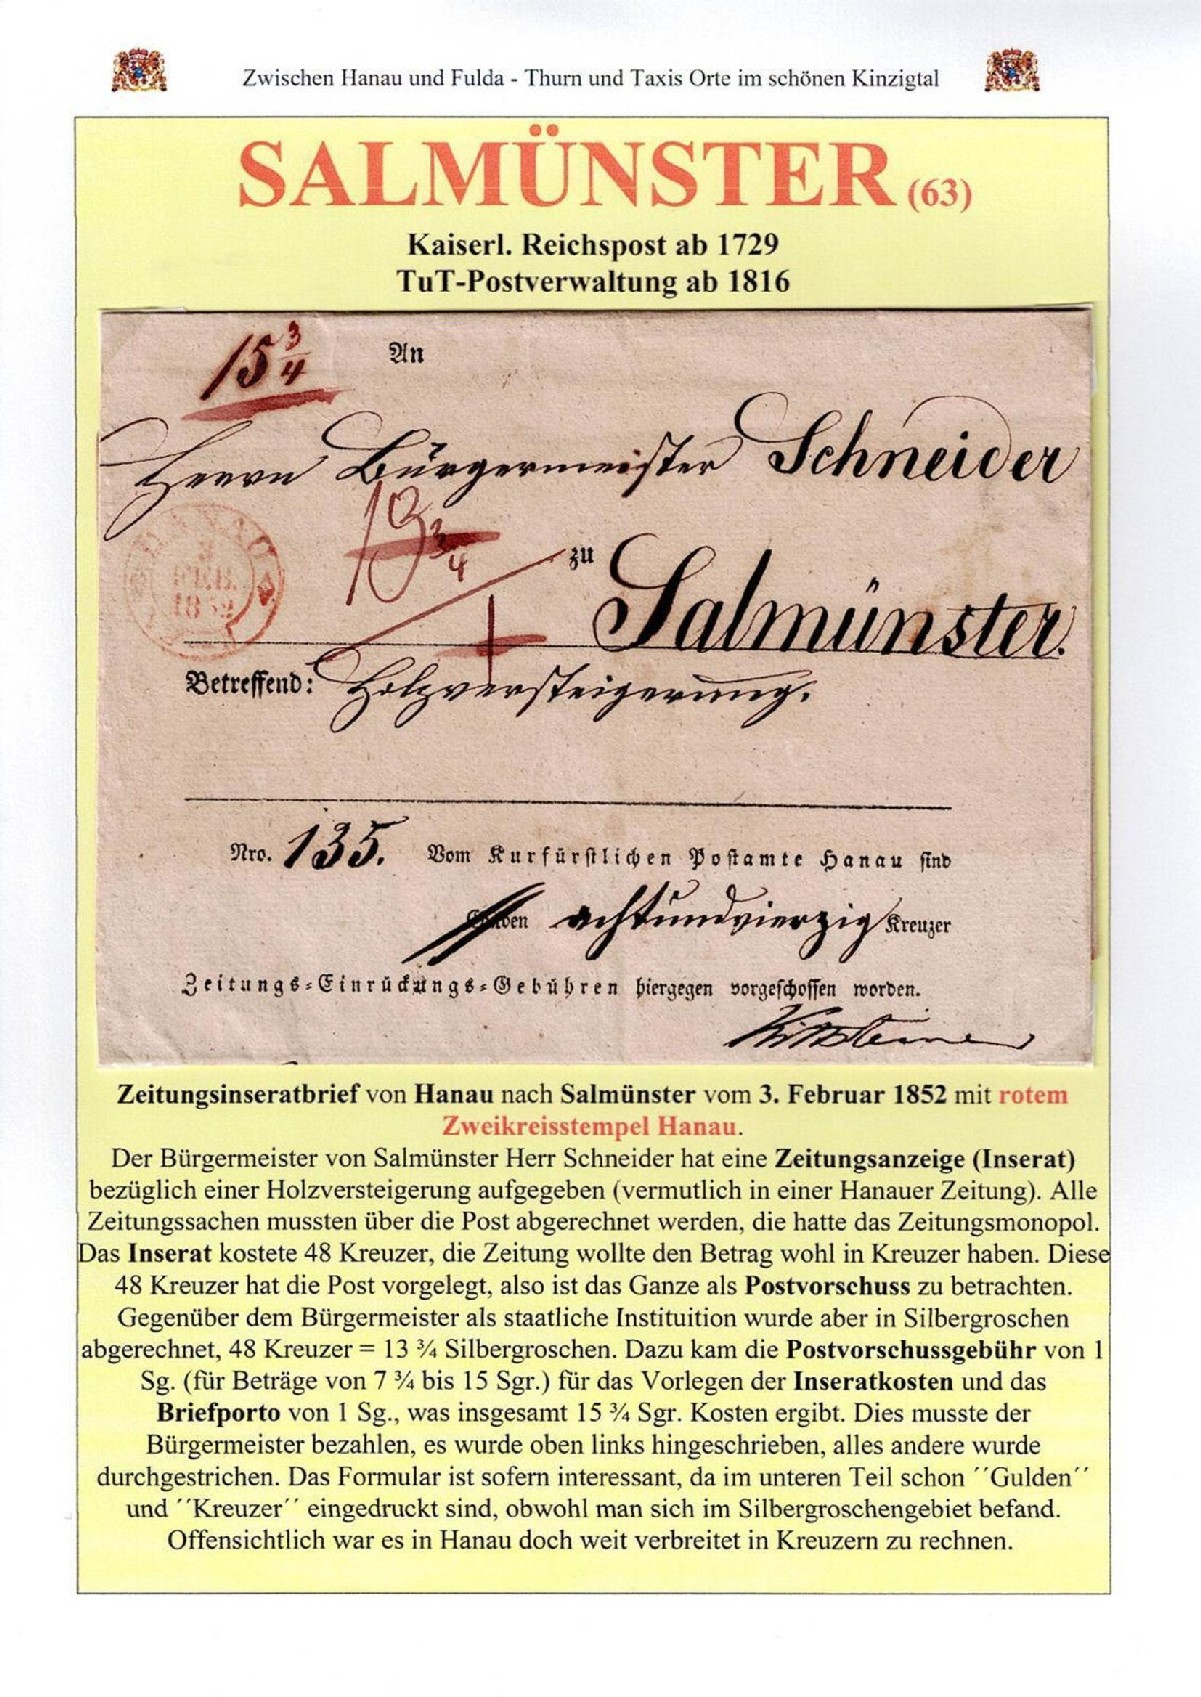 Zwischen Hanau und Fulda - Thurn und Taxis Orte im schönen Kinzigtal
SALMÜNSTER (63)
Kaiserl. Reichspost ab 1729
TuT-Postverwaltung ab 1816
15 3/4
An
Herrn Bürgermeister Schneider
13 3/4
zu
Salmünster.
HANAU
3
FEB.
1852
1
Betreffend: Holzversteigerung.
Nro. 135. Vom Kurfürstlichen Postamte Hanau sind
Gulden achtundvierzig Kreuzer
Zeitungs-Einrückungs-Gebühren hiergegen vorgeschossen worden.
Zeitungsinseratbrief von Hanau nach Salmünster vom 3. Februar 1852 mit rotem
Zweikreisstempel Hanau.
Der Bürgermeister von Salmünster Herr Schneider hat eine Zeitungsanzeige (Inserat)
bezüglich einer Holzversteigerung aufgegeben (vermutlich in einer Hanauer Zeitung). Alle
Zeitungssachen mussten über die Post abgerechnet werden, die hatte das Zeitungsmonopol.
Das Inserat kostete 48 Kreuzer, die Zeitung wollte den Betrag wohl in Kreuzer haben. Diese
48 Kreuzer hat die Post vorgelegt, also ist das Ganze als Postvorschuss zu betrachten.
Gegenüber dem Bürgermeister als staatliche Instituition wurde aber in Silbergroschen
abgerechnet, 48 Kreuzer = 13 ¾ Silbergroschen. Dazu kam die Postvorschussgebühr von 1
Sg. (für Beträge von 7 ¾ bis 15 Sgr.) für das Vorlegen der Inseratkosten und das
Briefporto von 1 Sg., was insgesamt 15 ¾ Sgr. Kosten ergibt. Dies musste der
Bürgermeister bezahlen, es wurde oben links hingeschrieben, alles andere wurde
durchgestrichen. Das Formular ist sofern interessant, da im unteren Teil schon ´´Gulden´´
und ´´Kreuzer´´ eingedruckt sind, obwohl man sich im Silbergroschengebiet befand.
Offensichtlich war es in Hanau doch weit verbreitet in Kreuzern zu rechnen.